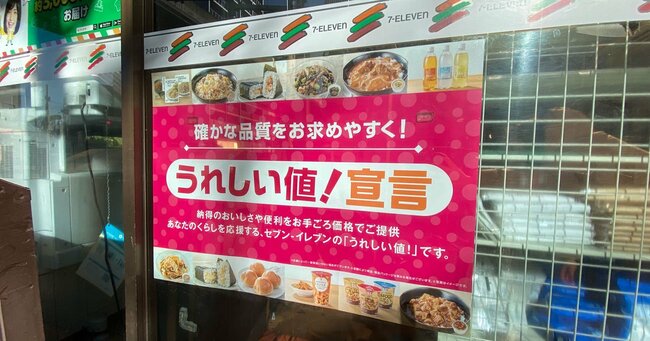 お届け
7-ELEVEN
7-ELEVEN
7-ELEVEN
7-ELEVEN
確かな品質をお求めやすく!
うれしい値!宣言
納得のおいしさや便利をお手ごろ価格でご提供
あなたのくらしを応援する、セブン-イレブンの「うれしい値!」です。